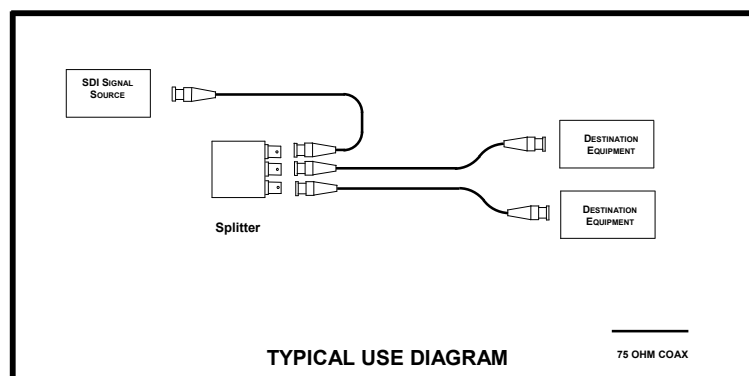 SDI SIGNAL
SOURCE
DESTINATION
EQUIPMENT
DESTINATION
EQUIPMENT
Splitter
TYPICAL USE DIAGRAM
75 OHM COAX